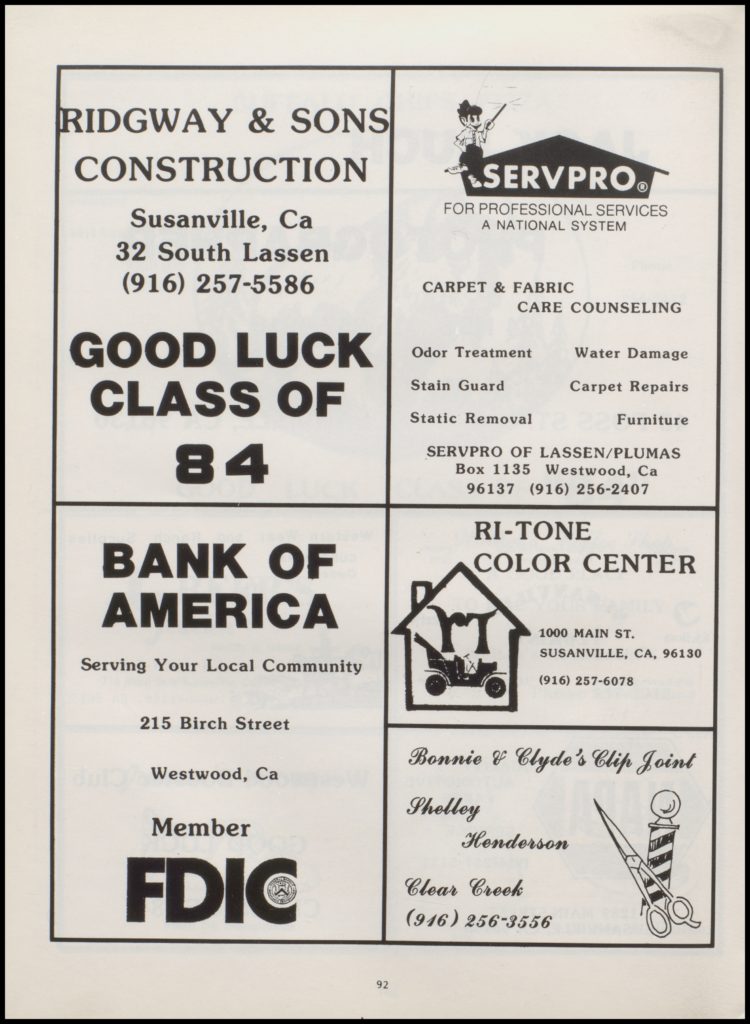 RIDGWAY & SONS
CONSTRUCTION
Susanville, Ca
32 South Lassen
(916) 257-5586
GOOD LUCK
CLASS OF
84
SERVPRO®
FOR PROFESSIONAL SERVICES
A NATIONAL SYSTEM
CARPET & FABRIC
CARE COUNSELING
Odor Treatment Water Damage
Stain Guard Carpet Repairs
Static Removal Furniture
SERVPRO OF LASSEN/PLUMAS
Box 1135 Westwood, Ca
96137 (916) 256-2407
BANK OF
AMERICA
Serving Your Local Community
215 Birch Street
Westwood, Ca
Member
FDIC
RI-TONE
COLOR CENTER
rT
1000 MAIN ST.
SUSANVILLE, CA, 96130
(916) 257-6078
Bonnie & Clyde's Clip Joint
Shelley
Henderson
Clear Creek
(916) 256-3556
92